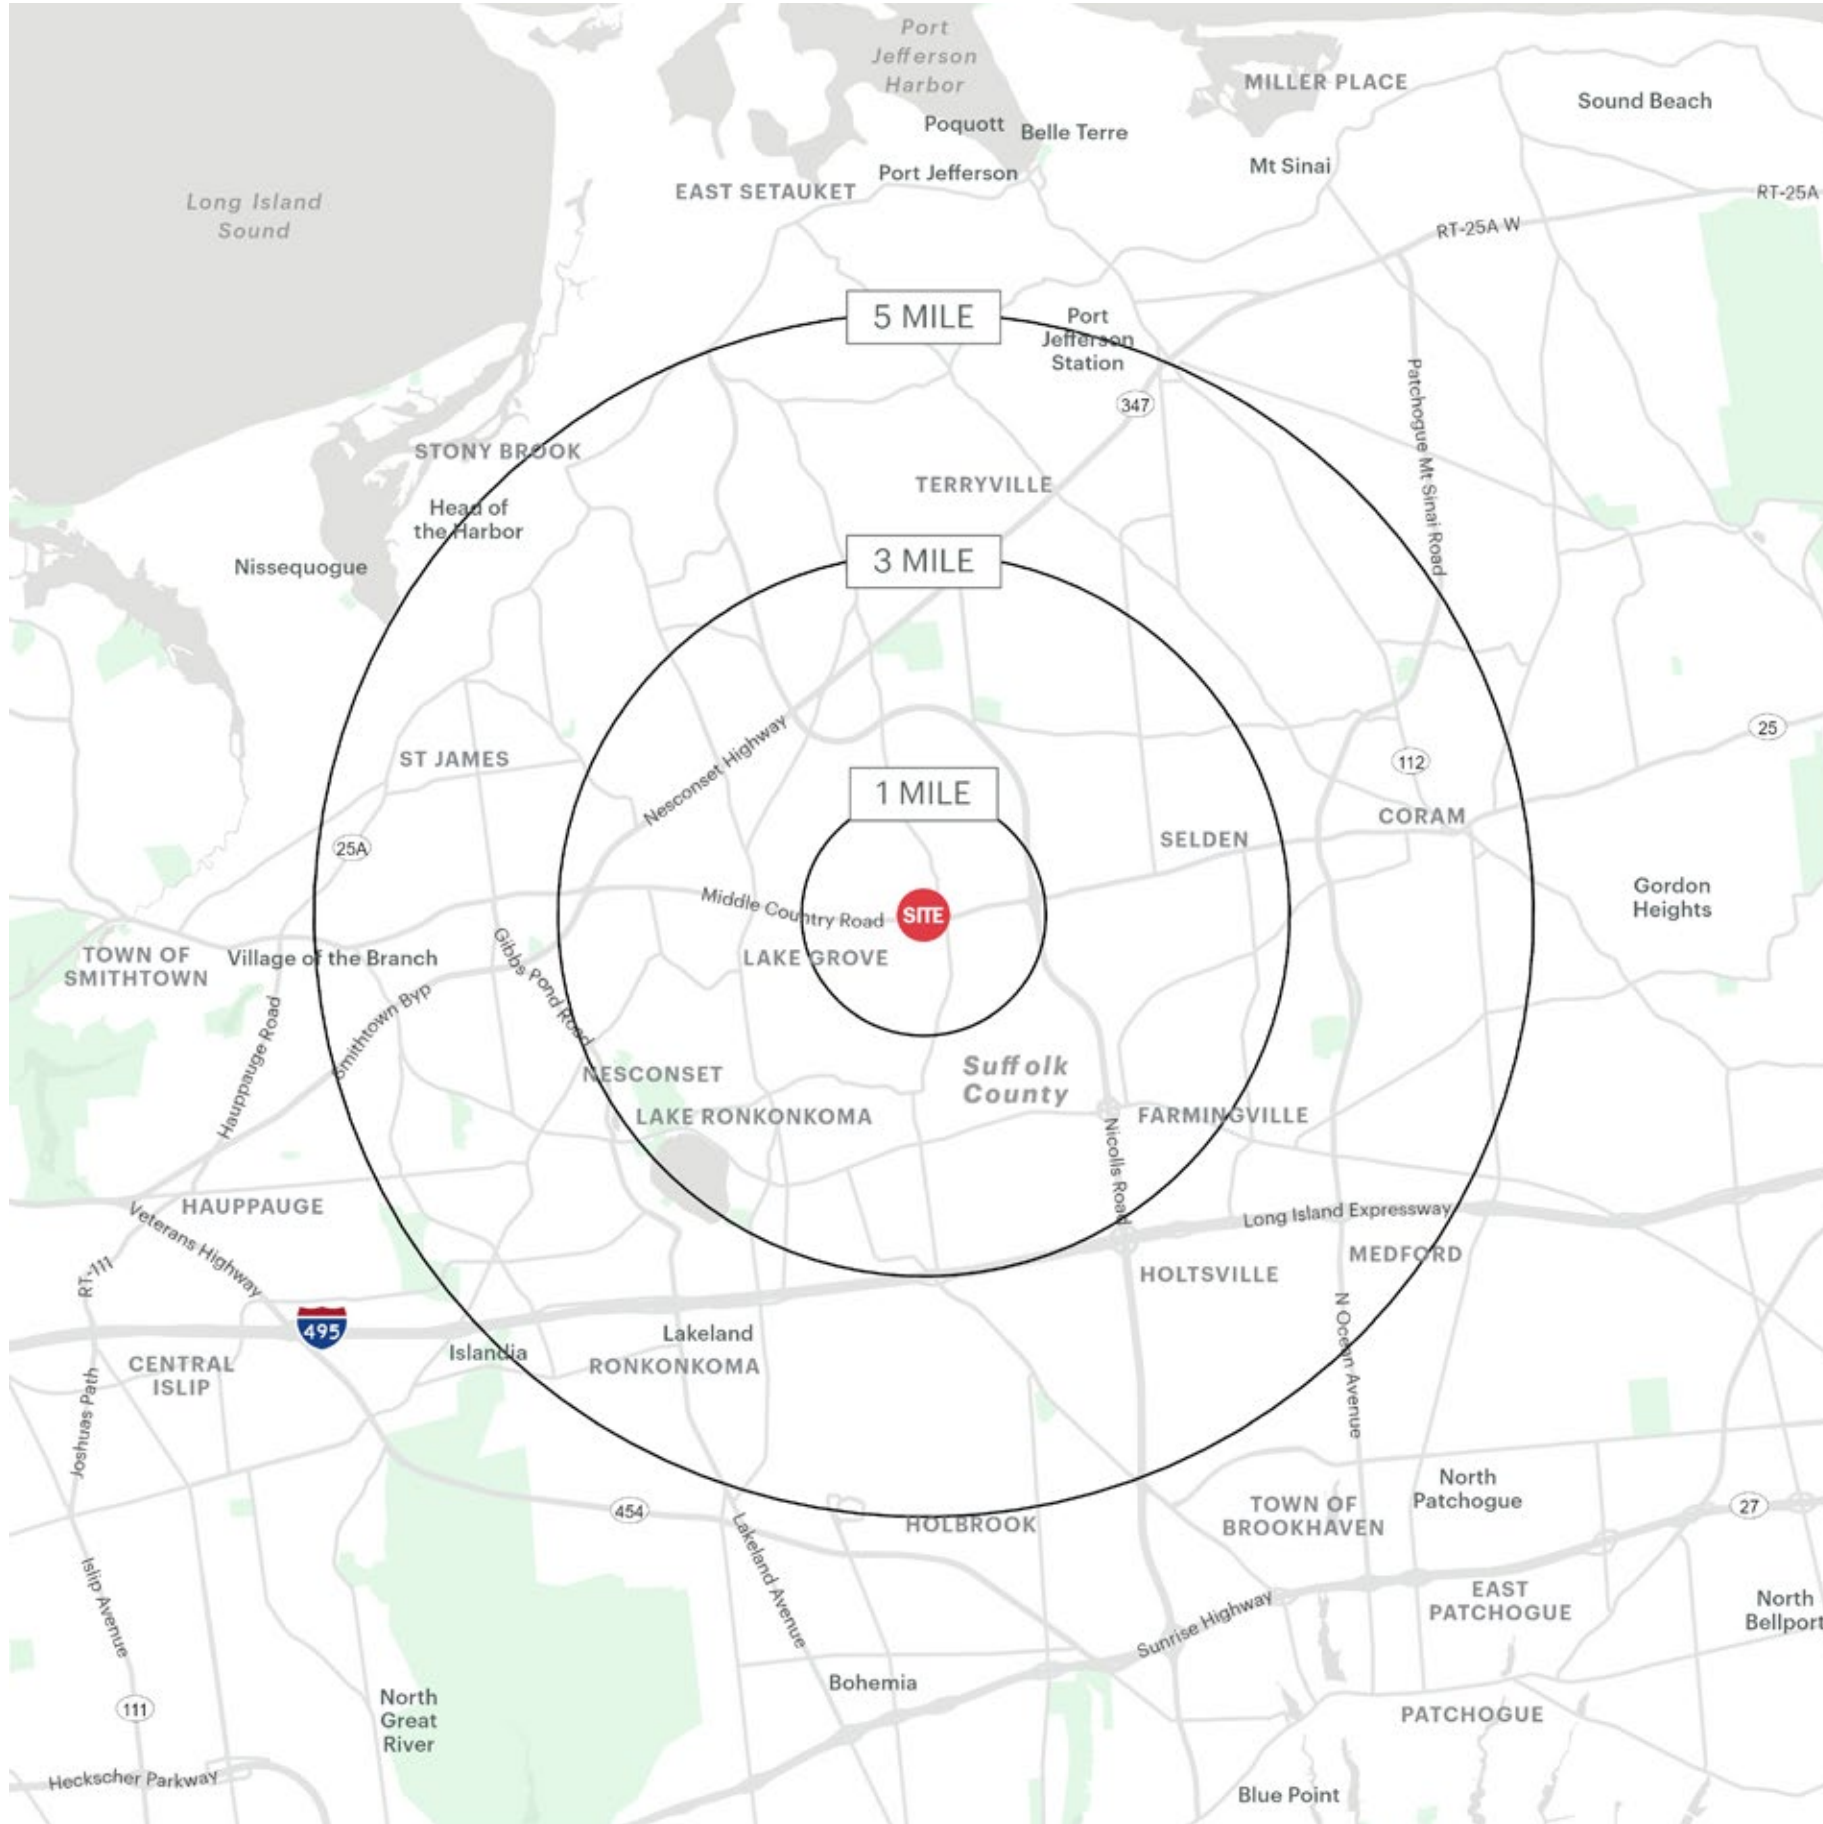 Port
Jefferson
Harbor
MILLER PLACE
Sound Beach
Poquott
Belle Terre
Port Jefferson
Mt Sinai
EAST SETAUKET
RT-25A
Long Island
Sound
RT-25A W
5 MILE
Port
Jefferson
Station
347
Patchogue Mt Sinai Road
STONY BROOK
TERRYVILLE
Head of
the Harbor
Nissequogue
3 MILE
25
ST JAMES
Nesconset Highway
112
1 MILE
CORAM
SELDEN
25A
Gordon
Heights
Middle Country Road
SITE
TOWN OF
SMITHTOWN
Village of the Branch
LAKE GROVE
Gibbs Pond Road
Smithtown Byp
Hauppauge Road
Suffolk
County
NESCONSET
LAKE RONKONKOMA
FARMINGVILLE
Nicolls Road
HAUPPAUGE
Veterans Highway
Long Island Expressway
MEDFORD
RT-111
HOLTSVILLE
495
Lakeland
Islandia
RONKONKOMA
CENTRAL
ISLIP
N Ocean Avenue
Joshuas Path
North
Patchogue
454
TOWN OF
BROOKHAVEN
27
HOLBROOK
Lakeland Avenue
Islip Avenue
EAST
PATCHOGUE
North
Bellport
Sunrise Highway
Bohemia
North
Great
River
111
PATCHOGUE
Heckscher Parkway
Blue Point